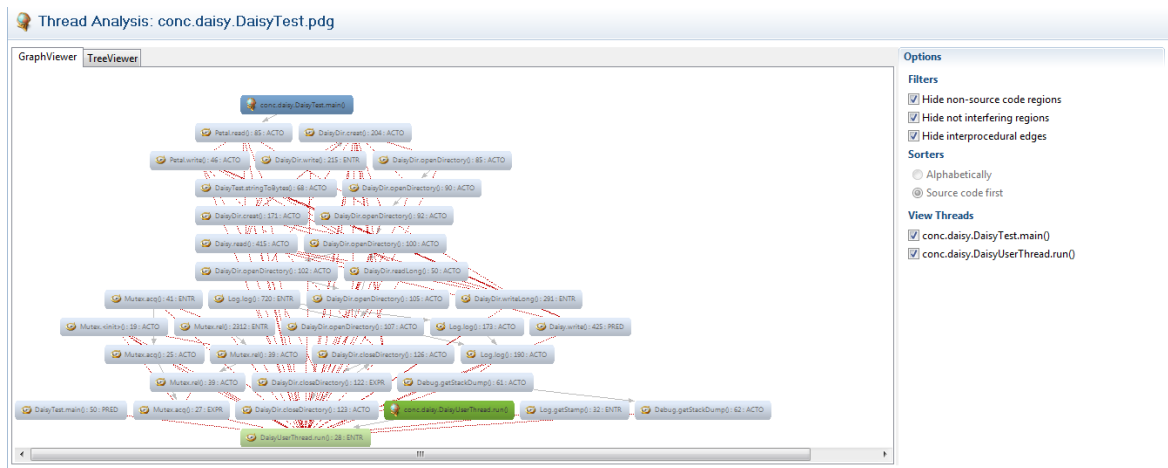 Thread Analysis: conc.daisy.DaisyTest.pdg
GraphViewer TreeViewer
conc.daisy.DaisyTest.main()
Petal.read() : 85 : ACTO DaisyDir.creat() : 204 : ACTO
Petal.write() : 46 : ACTO DaisyDir.write() : 215 : ENTR DaisyDir.openDirectory() : 85 : ACTO
DaisyTest.stringToBytes() : 68 : ACTO DaisyDir.openDirectory() : 90 : ACTO
DaisyDir.creat() : 171 : ACTO DaisyDir.openDirectory() : 92 : ACTO
Daisy.read() : 415 : ACTO DaisyDir.openDirectory() : 100 : ACTO
DaisyDir.openDirectory() : 102 : ACTO DaisyDir.readLong() : 50 : ACTO
Mutex.acq() : 41 : ENTR Log.log() : 720 : ENTR DaisyDir.openDirectory() : 105 : ACTO DaisyDir.writeLong() : 291 : ENTR
Mutex.<init>() : 19 : ACTO Mutex.rel() : 2312 : ENTR DaisyDir.openDirectory() : 107 : ACTO Log.log() : 173 : ACTO Daisy.write() : 425 : PRED
Mutex.acq() : 25 : ACTO Mutex.rel() : 39 : ACTO DaisyDir.closeDirectory() : 126 : ACTO Log.log() : 190 : ACTO
Mutex.rel() : 39 : ACTO DaisyDir.closeDirectory() : 122 : EXPR Debug.getStackDump() : 61 : ACTO
DaisyTest.main() : 50 : PRED Mutex.acq() : 27 : EXPR DaisyDir.closeDirectory() : 123 : ACTO conc.daisy.DaisyUserThread.run() Log.getStamp() : 32 : ENTR Debug.getStackDump() : 62 : ACTO
DaisyUserThread.run() : 28 : ENTR
Options
Filters
Hide non-source code regions
Hide not interfering regions
Hide interprocedural edges
Sorters
Alphabetically
Source code first
View Threads
conc.daisy.DaisyTest.main()
conc.daisy.DaisyUserThread.run()